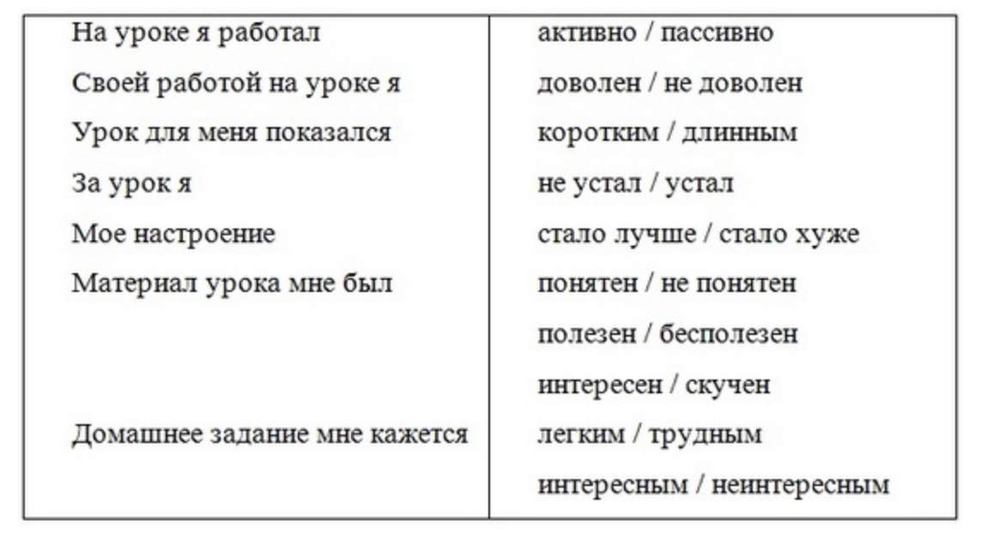 На уроке я работал активно / пассивно
Своей работой на уроке я доволен / не доволен
Урок для меня показался коротким / длинным
За урок я не устал / устал
Мое настроение стало лучше / стало хуже
Материал урока мне был понятен / не понятен
полезен / бесполезен
интересен / скучен
Домашнее задание мне кажется легким / трудным
интересным / неинтересным